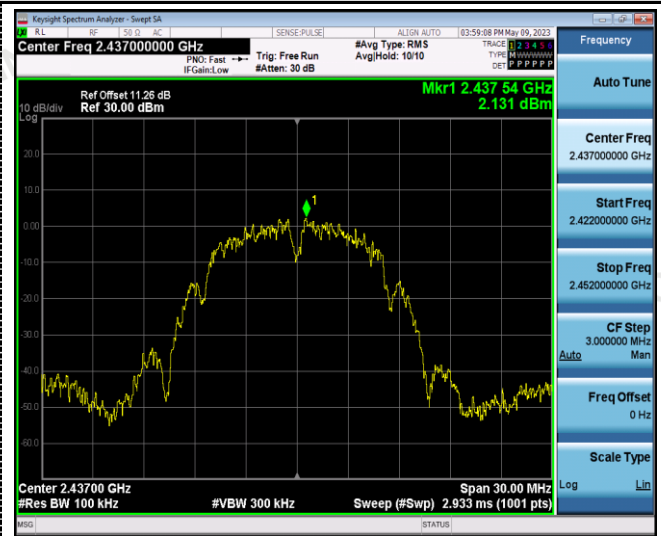 Keysight Spectrum Analyzer - Swept SA
RL RF 50 Ω AC SENSE:PULSE ALIGN AUTO 03:59:08 PM May 09, 2023
Center Freq 2.437000000 GHz
PNO: Fast
IFGain:Low
Trig: Free Run
#Atten: 30 dB
#Avg Type: RMS
Avg|Hold: 10/10
TRACE 1 2 3 4 5 6
TYPE M W W W W W
DET P P P P P P
Frequency
Ref Offset 11.26 dB
10 dB/div Ref 30.00 dBm
Log
Mkr1 2.437 54 GHz
2.131 dBm
20.0
10.0
0.00
-10.0
-20.0
-30.0
-40.0
-50.0
-60.0
1
Center 2.43700 GHz Span 30.00 MHz
#Res BW 100 kHz #VBW 300 kHz Sweep (#Swp) 2.933 ms (1001 pts)
MSG STATUS
Auto Tune
Center Freq
2.437000000 GHz
Start Freq
2.422000000 GHz
Stop Freq
2.452000000 GHz
CF Step
3.000000 MHz
Auto Man
Freq Offset
0 Hz
Scale Type
Log Lin